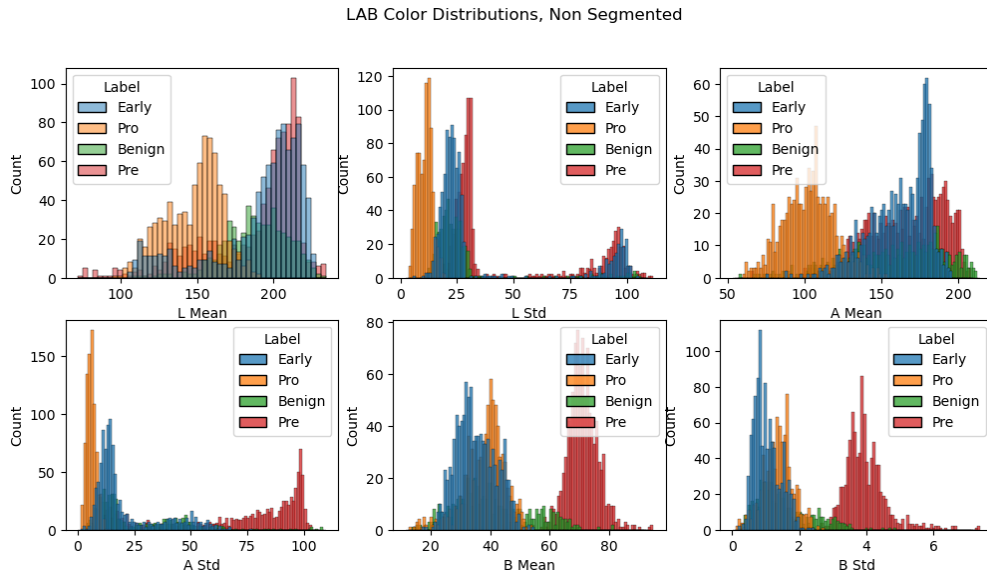 LAB Color Distributions, Non Segmented
Count
100
80
60
40
20
0
Label
Early
Pro
Benign
Pre
100
150
200
L Mean
Count
120
100
80
60
40
20
0
Label
Early
Pro
Benign
Pre
0
25
50
75
100
L Std
Count
60
50
40
30
20
10
0
Label
Early
Pro
Benign
Pre
50
100
150
200
A Mean
Count
150
100
50
0
Label
Early
Pro
Benign
Pre
0
25
50
75
100
A Std
Count
80
60
40
20
0
Label
Early
Pro
Benign
Pre
20
40
60
80
B Mean
Count
100
80
60
40
20
0
Label
Early
Pro
Benign
Pre
0
2
4
6
B Std